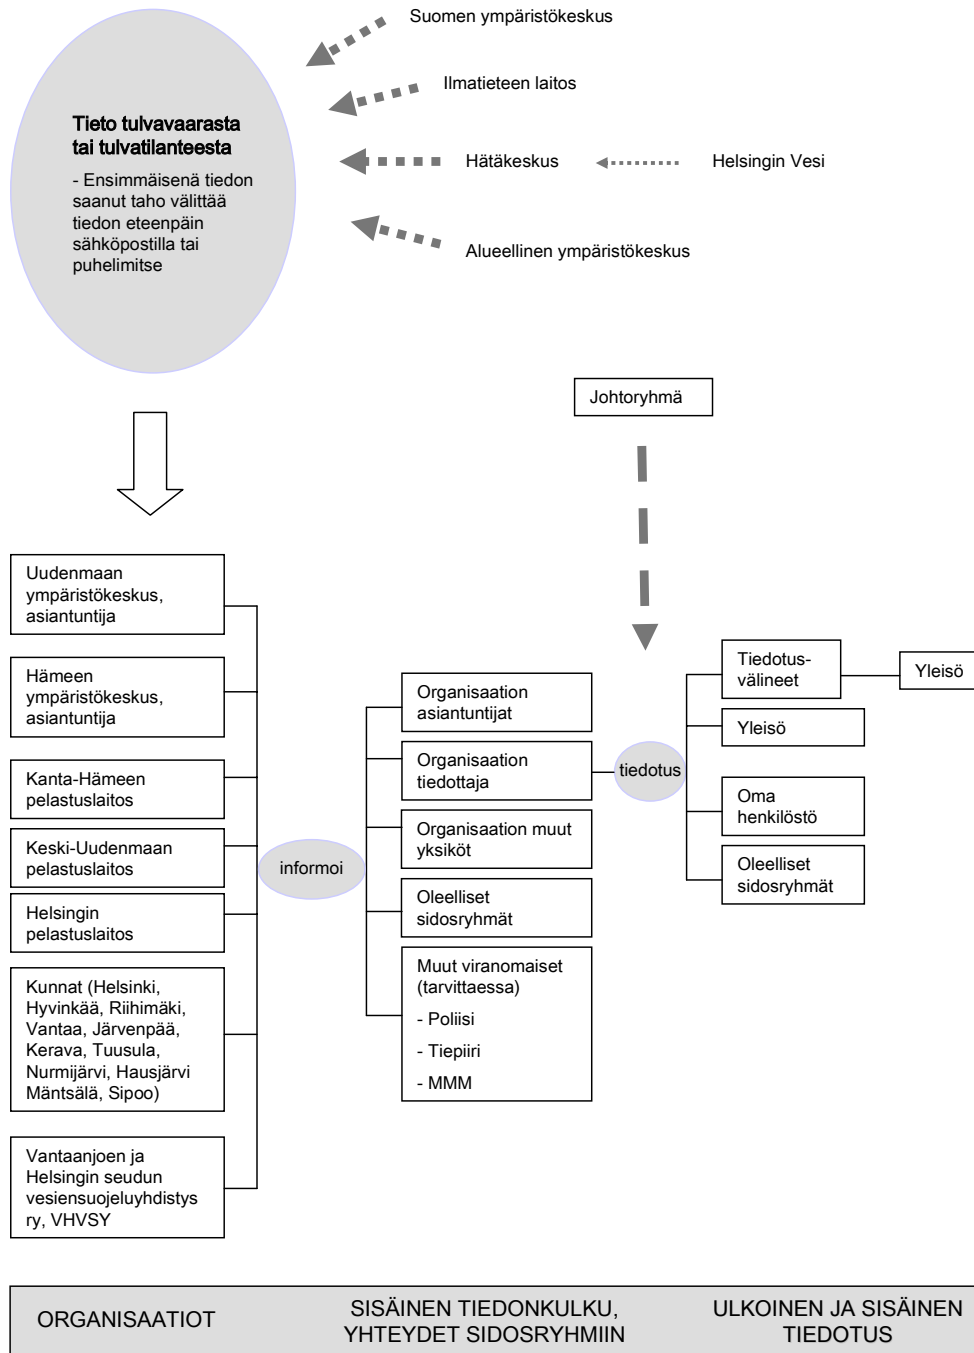 Suomen ympäristökeskus
Ilmatieteen laitos
Tieto tulvavaarasta
tai tulvatilanteesta
- Ensimmäisenä tiedon
saanut taho välittää
tiedon eteenpäin
sähköpostilla tai
puhelimitse
Hätäkeskus
Helsingin Vesi
Alueellinen ympäristökeskus
Johtoryhmä
Uudenmaan
ympäristökeskus,
asiantuntija
Hämeen
ympäristökeskus,
asiantuntija
Kanta-Hämeen
pelastuslaitos
Keski-Uudenmaan
pelastuslaitos
Helsingin
pelastuslaitos
Kunnat (Helsinki,
Hyvinkää, Riihimäki,
Vantaa, Järvenpää,
Kerava, Tuusula,
Nurmijärvi, Hausjärvi
Mäntsälä, Sipoo)
Vantaanjoen ja
Helsingin seudun
vesiensuojeluyhdistys
ry, VHVSY
informoi
Organisaation
asiantuntijat
Organisaation
tiedottaja
Organisaation muut
yksiköt
Oleelliset
sidosryhmät
Muut viranomaiset
(tarvittaessa)
- Poliisi
- Tiepiiri
- MMM
tiedotus
Tiedotus-
välineet
Yleisö
Yleisö
Oma
henkilöstö
Oleelliset
sidosryhmät
ORGANISAATIOT
SISÄINEN TIEDONKULKU,
YHTEYDET SIDOSRYHMIIN
ULKOINEN JA SISÄINEN
TIEDOTUS